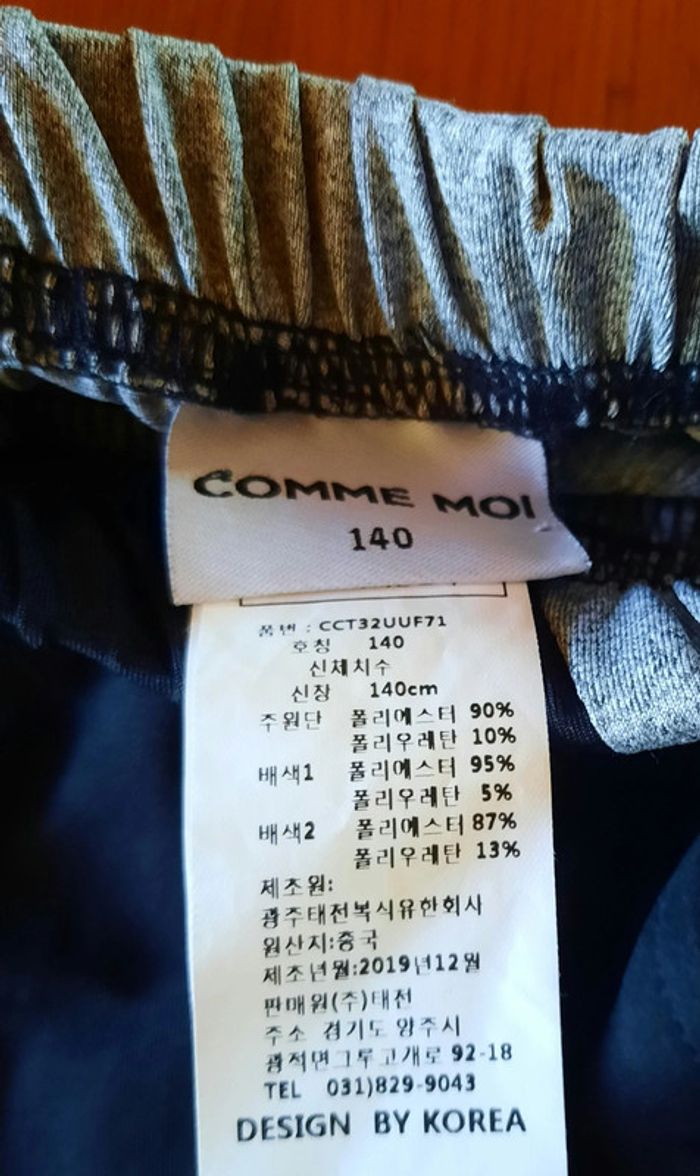 COMME MOI
140
품번 : CCT32UUF71
호칭 140
신체치수
신장 140cm
주원단 폴리에스터 90%
폴리우레탄 10%
배색1 폴리에스터 95%
폴리우레탄 5%
배색2 폴리에스터 87%
폴리우레탄 13%
제조원:
광주태전복식유한회사
원산지:중국
제조년월:2019년12월
판매원(주)태전
주소 경기도 양주시
광적면그루고개로 92-18
TEL 031)829-9043
DESIGN BY KOREA